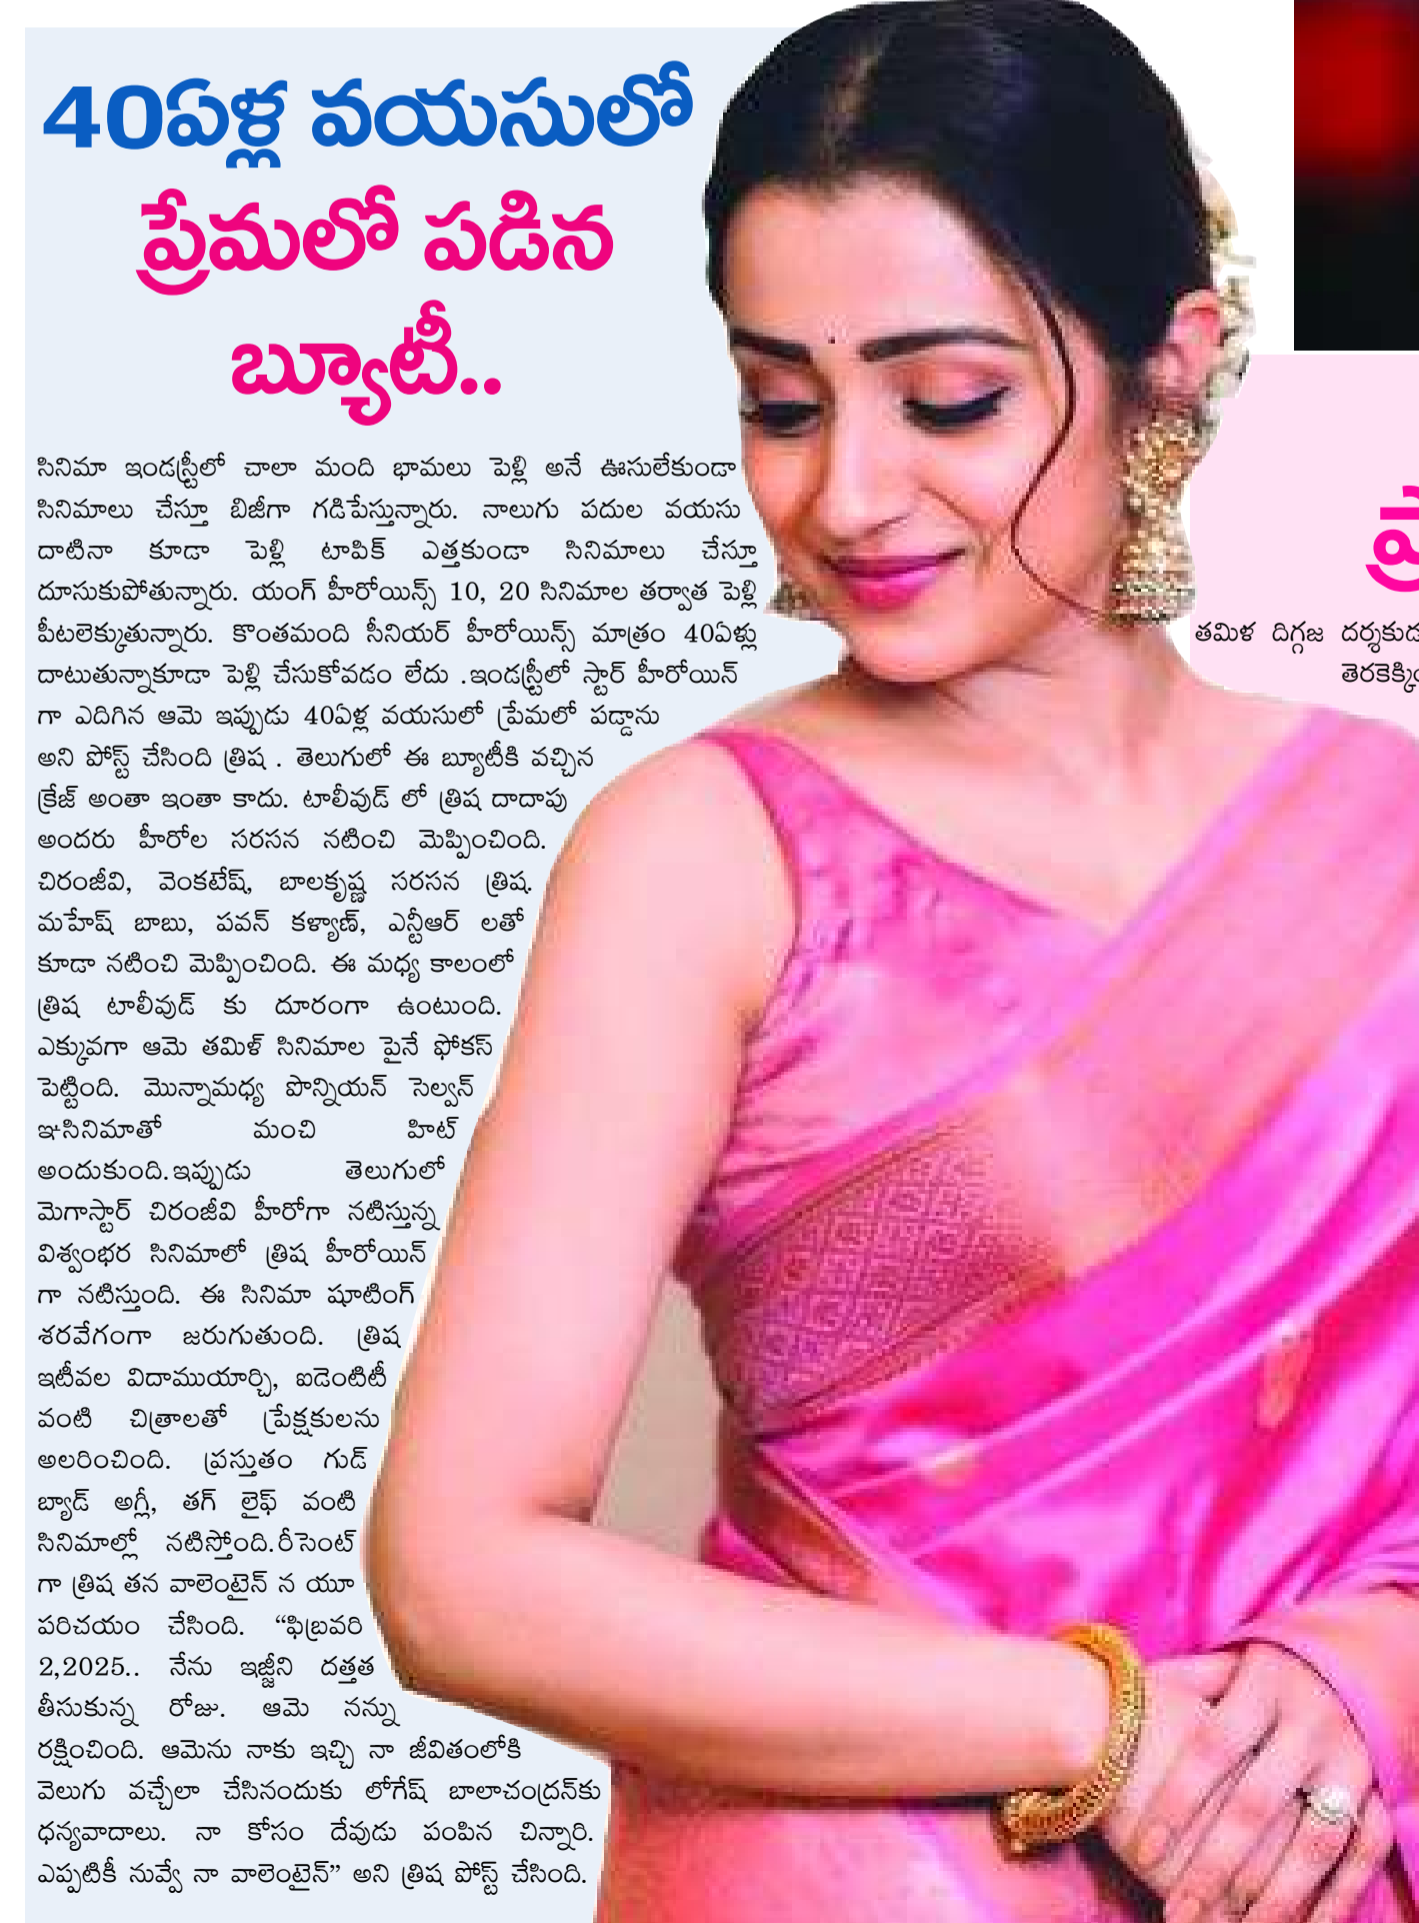 40ఏళ్ల వయసులో
ప్రేమలో పడిన
బ్యూటీ..
సినిమా ఇండస్ట్రీలో చాలా మంది భామలు పెళ్లి అనే ఊసులేకుండా
సినిమాలు చేస్తూ బిజీగా గడిపేస్తున్నారు. నాలుగు పదుల వయసు
దాటినా కూడా పెళ్లి టాపిక్ ఎత్తకుండా సినిమాలు చేస్తూ
దూసుకుపోతున్నారు. యంగ్ హీరోయిన్స్ 10, 20 సినిమాల తర్వాత పెళ్లి
పీటలెక్కుతున్నారు. కొంతమంది సీనియర్ హీరోయిన్స్ మాత్రం 40ఏళ్లు
దాటుతున్నాకూడా పెళ్లి చేసుకోవడం లేదు .ఇండస్ట్రీలో స్టార్ హీరోయిన్
గా ఎదిగిన ఆమె ఇప్పుడు 40ఏళ్ల వయసులో ప్రేమలో పడ్డాను
అని పోస్ట్ చేసింది త్రిష . తెలుగులో ఈ బ్యూటీకి వచ్చిన
క్రేజ్ అంతా ఇంతా కాదు. టాలీవుడ్ లో త్రిష దాదాపు
అందరు హీరోల సరసన నటించి మెప్పించింది.
చిరంజీవి, వెంకటేష్, బాలకృష్ణ సరసన త్రిష.
మహేష్ బాబు, పవన్ కళ్యాణ్, ఎన్టీఆర్ లతో
కూడా నటించి మెప్పించింది. ఈ మధ్య కాలంలో
త్రిష టాలీవుడ్ కు దూరంగా ఉంటుంది.
ఎక్కువగా ఆమె తమిళ్ సినిమాల పైనే ఫోకస్
పెట్టింది. మొన్నామధ్య పొన్నియన్ సెల్వన్
ఞసినిమాతో మంచి హిట్
అందుకుంది.ఇప్పుడు తెలుగులో
మెగాస్టార్ చిరంజీవి హీరోగా నటిస్తున్న
విశ్వంభర సినిమాలో త్రిష హీరోయిన్
గా నటిస్తుంది. ఈ సినిమా షూటింగ్
శరవేగంగా జరుగుతుంది. త్రిష
ఇటీవల విదాముయార్చి, ఐడెంటిటీ
వంటి చిత్రాలతో ప్రేక్షకులను
అలరించింది. ప్రస్తుతం గుడ్
బ్యాడ్ అగ్లీ, తగ్ లైఫ్ వంటి
సినిమాల్లో నటిస్తోంది.రీసెంట్
గా త్రిష తన వాలెంటైన్ న యూ
పరిచయం చేసింది. “ఫిబ్రవరి
2,2025.. నేను ఇజ్జీని దత్తత
తీసుకున్న రోజు. ఆమె నన్ను
రక్షించింది. ఆమెను నాకు ఇచ్చి నా జీవితంలోకి
వెలుగు వచ్చేలా చేసినందుకు లోగేష్ బాలాచంద్రన్‌కు
ధన్యవాదాలు. నా కోసం దేవుడు పంపిన చిన్నారి.
ఎప్పటికీ నువ్వే నా వాలెంటైన్” అని త్రిష పోస్ట్ చేసింది.
తమిళ దిగ్గజ